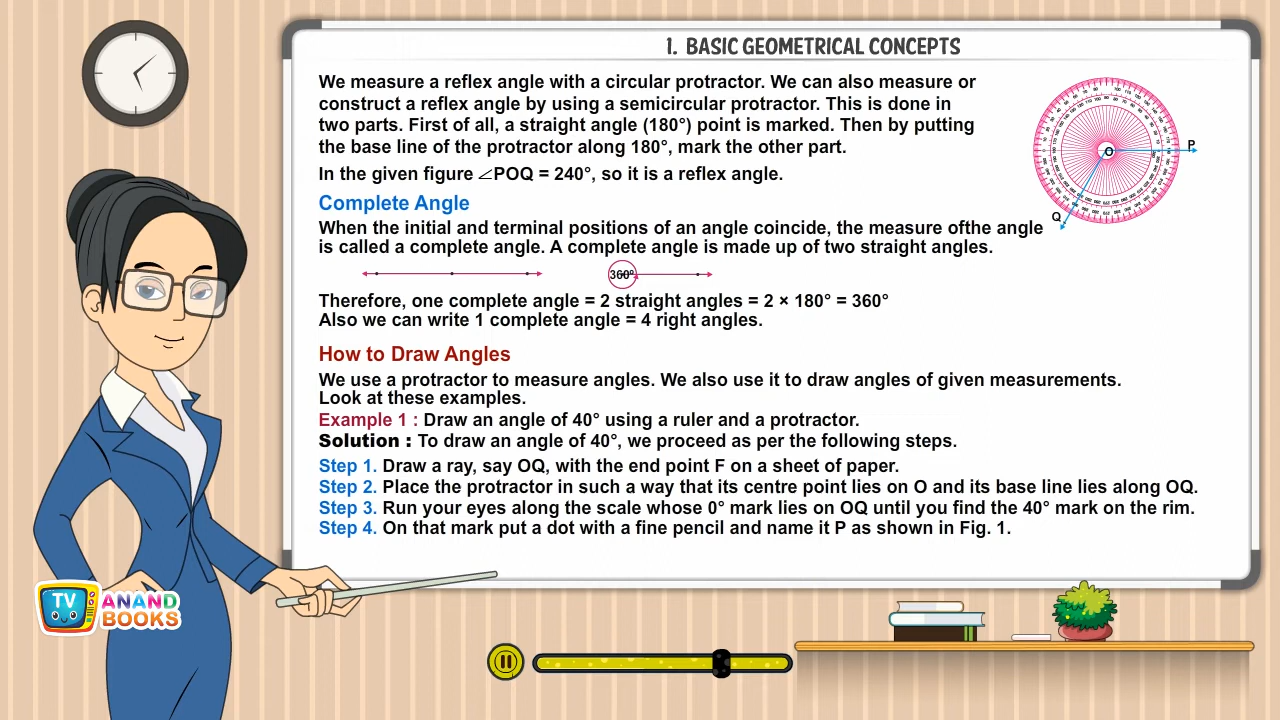 1. BASIC GEOMETRICAL CONCEPTS
We measure a reflex angle with a circular protractor. We can also measure or
construct a reflex angle by using a semicircular protractor. This is done in
two parts. First of all, a straight angle (180°) point is marked. Then by putting
the base line of the protractor along 180°, mark the other part.
In the given figure ∠POQ = 240°, so it is a reflex angle.
O
P
Q
Complete Angle
When the initial and terminal positions of an angle coincide, the measure ofthe angle
is called a complete angle. A complete angle is made up of two straight angles.
360°
Therefore, one complete angle = 2 straight angles = 2 × 180° = 360°
Also we can write 1 complete angle = 4 right angles.
How to Draw Angles
We use a protractor to measure angles. We also use it to draw angles of given measurements.
Look at these examples.
Example 1 : Draw an angle of 40° using a ruler and a protractor.
Solution : To draw an angle of 40°, we proceed as per the following steps.
Step 1. Draw a ray, say OQ, with the end point F on a sheet of paper.
Step 2. Place the protractor in such a way that its centre point lies on O and its base line lies along OQ.
Step 3. Run your eyes along the scale whose 0° mark lies on OQ until you find the 40° mark on the rim.
Step 4. On that mark put a dot with a fine pencil and name it P as shown in Fig. 1.
TV
ANAND
BOOKS